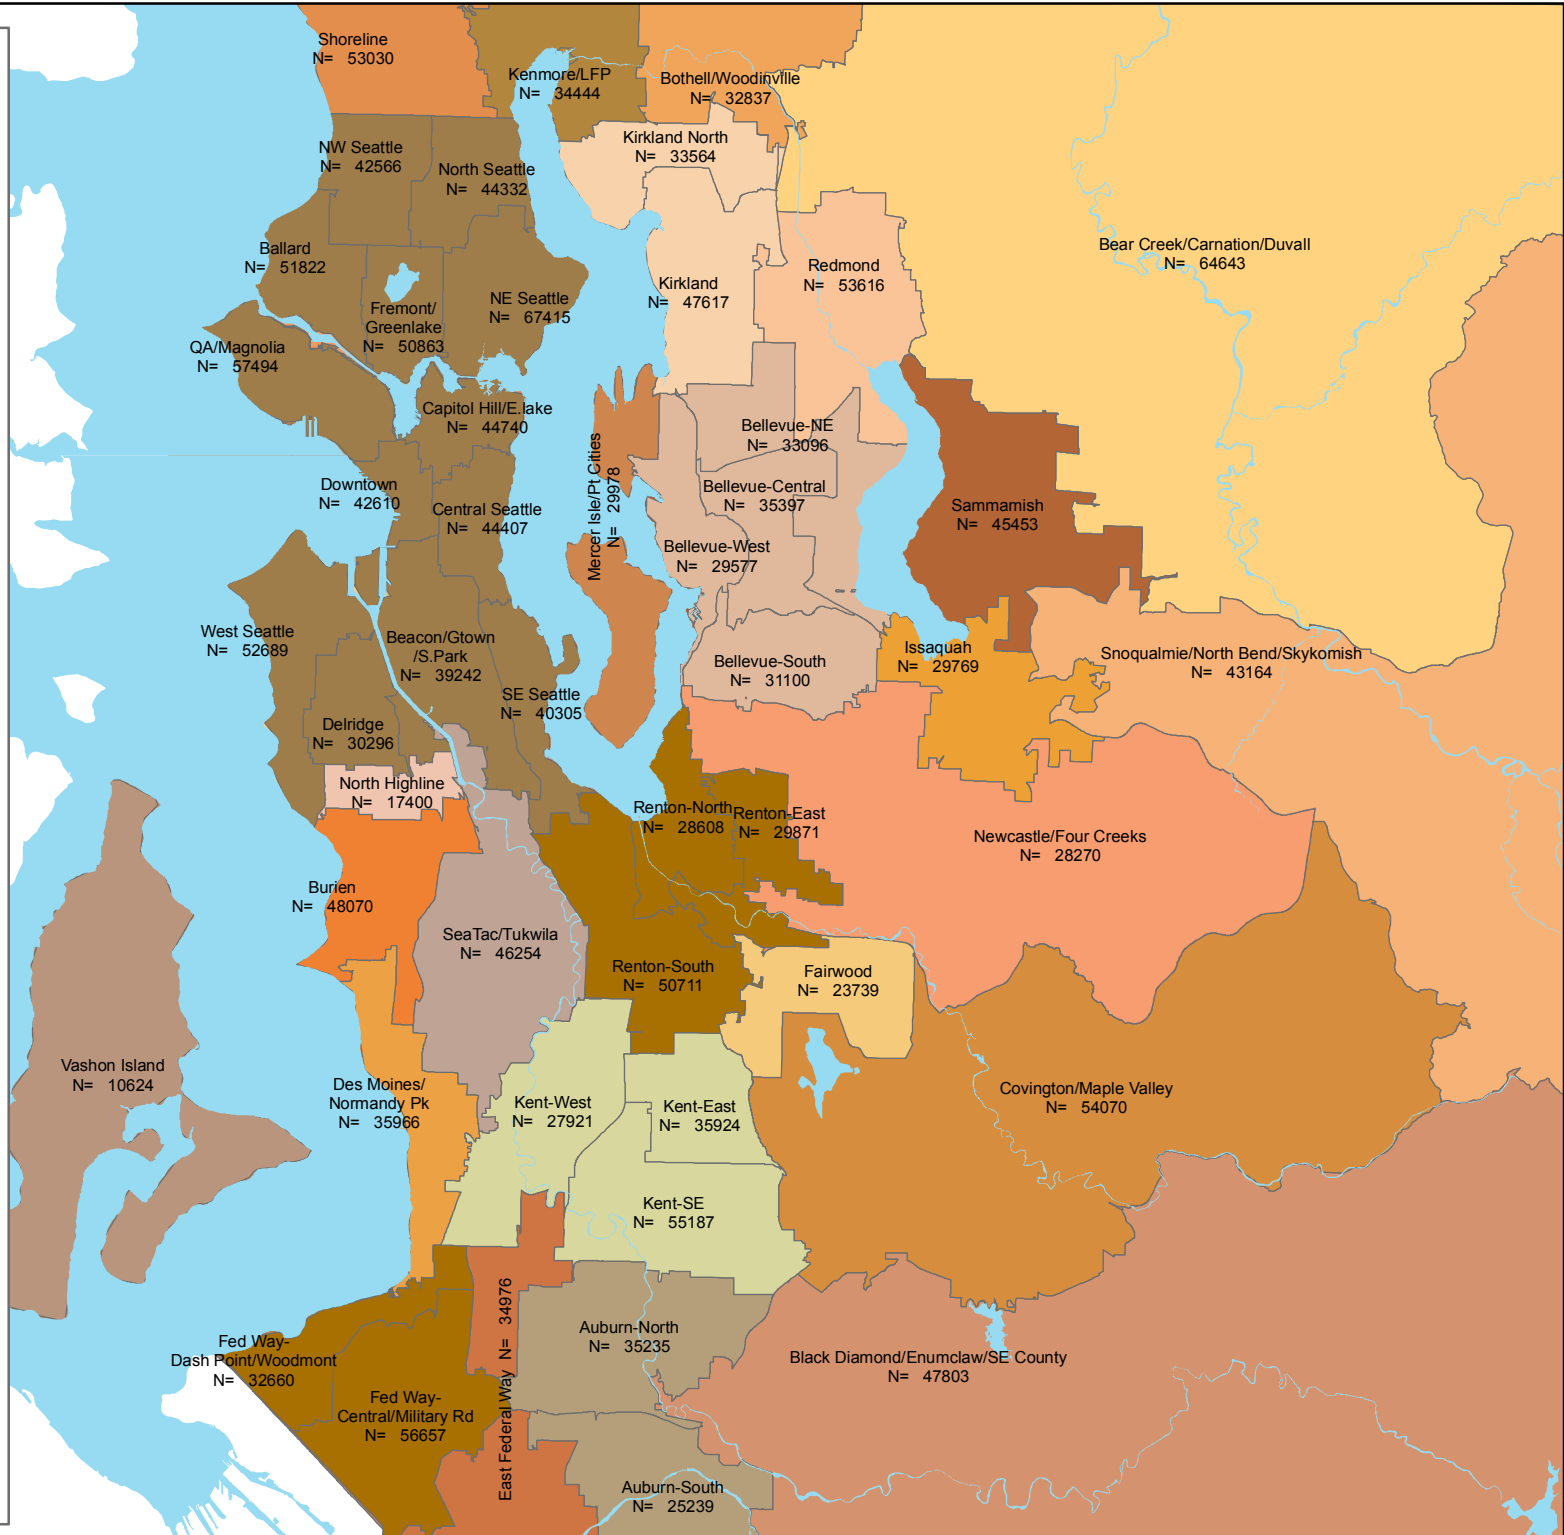 Shoreline
N= 53030
Kenmore/LFP
N= 34444
Bothell/Woodinville
N= 32837
NW Seattle
N= 42566
North Seattle
N= 44332
Kirkland North
N= 33564
Ballard
N= 51822
Fremont/
Greenlake
N= 50863
NE Seattle
N= 67415
Kirkland
N= 47617
Redmond
N= 53616
Bear Creek/Carnation/Duvall
N= 64643
QA/Magnolia
N= 57494
Capitol Hill/E.lake
N= 44740
Bellevue-NE
N= 33096
Downtown
N= 42610
Central Seattle
N= 44407
Mercer Isle/Pt Cities
N= 29978
Bellevue-Central
N= 35397
Sammamish
N= 45453
Bellevue-West
N= 29577
West Seattle
N= 52689
Beacon/Gtown
/S.Park
N= 39242
SE Seattle
N= 40305
Bellevue-South
N= 31100
Issaquah
N= 29769
Snoqualmie/North Bend/Skykomish
N= 43164
Delridge
N= 30296
North Highline
N= 17400
Renton-North
N= 28608
Renton-East
N= 29871
Newcastle/Four Creeks
N= 28270
Burien
N= 48070
SeaTac/Tukwila
N= 46254
Renton-South
N= 50711
Fairwood
N= 23739
Vashon Island
N= 10624
Des Moines/
Normandy Pk
N= 35966
Kent-West
N= 27921
Kent-East
N= 35924
Covington/Maple Valley
N= 54070
Kent-SE
N= 55187
Fed Way-
Dash Point/Woodmont
N= 32660
Fed Way-
Central/Military Rd
N= 56657
East Federal Way N= 34976
Auburn-North
N= 35235
Black Diamond/Enumclaw/SE County
N= 47803
Auburn-South
N= 25239